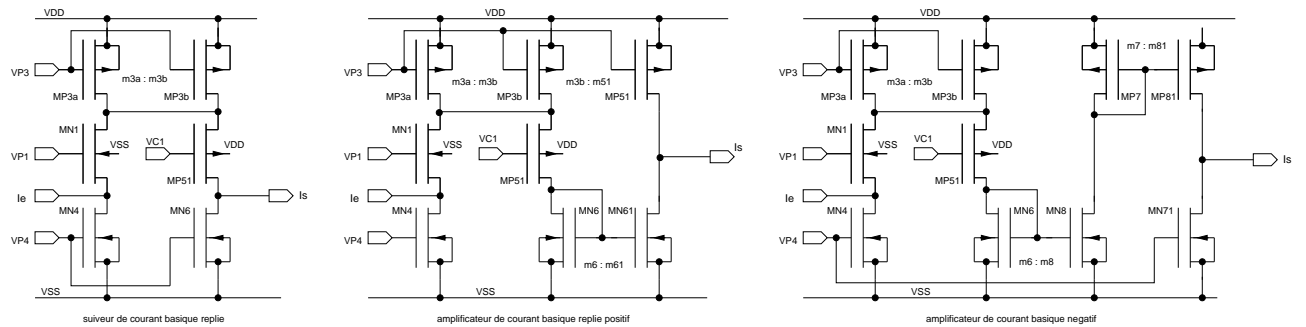 VDD
VP3
m3a : m3b
MP3a
MP3b
MN1
VSS
VC1
VDD
VP1
MP51
Ie
Is
MN4
MN6
VP4
VSS
suiveur de courant basique replie
VDD
VP3
m3a : m3b
m3b : m51
MP3a
MP3b
MP51
MN1
VSS
VC1
VDD
Is
VP1
MP51
Ie
MN4
MN6
MN61
VP4
m6 : m61
VSS
amplificateur de courant basique replie positif
VDD
m7 : m81
VP3
m3a : m3b
MP3a
MP3b
MP7
MP81
MN1
VSS
VC1
VDD
Is
VP1
MP51
Ie
MN4
MN6
MN8
MN71
VP4
m6 : m8
VSS
amplificateur de courant basique negatif